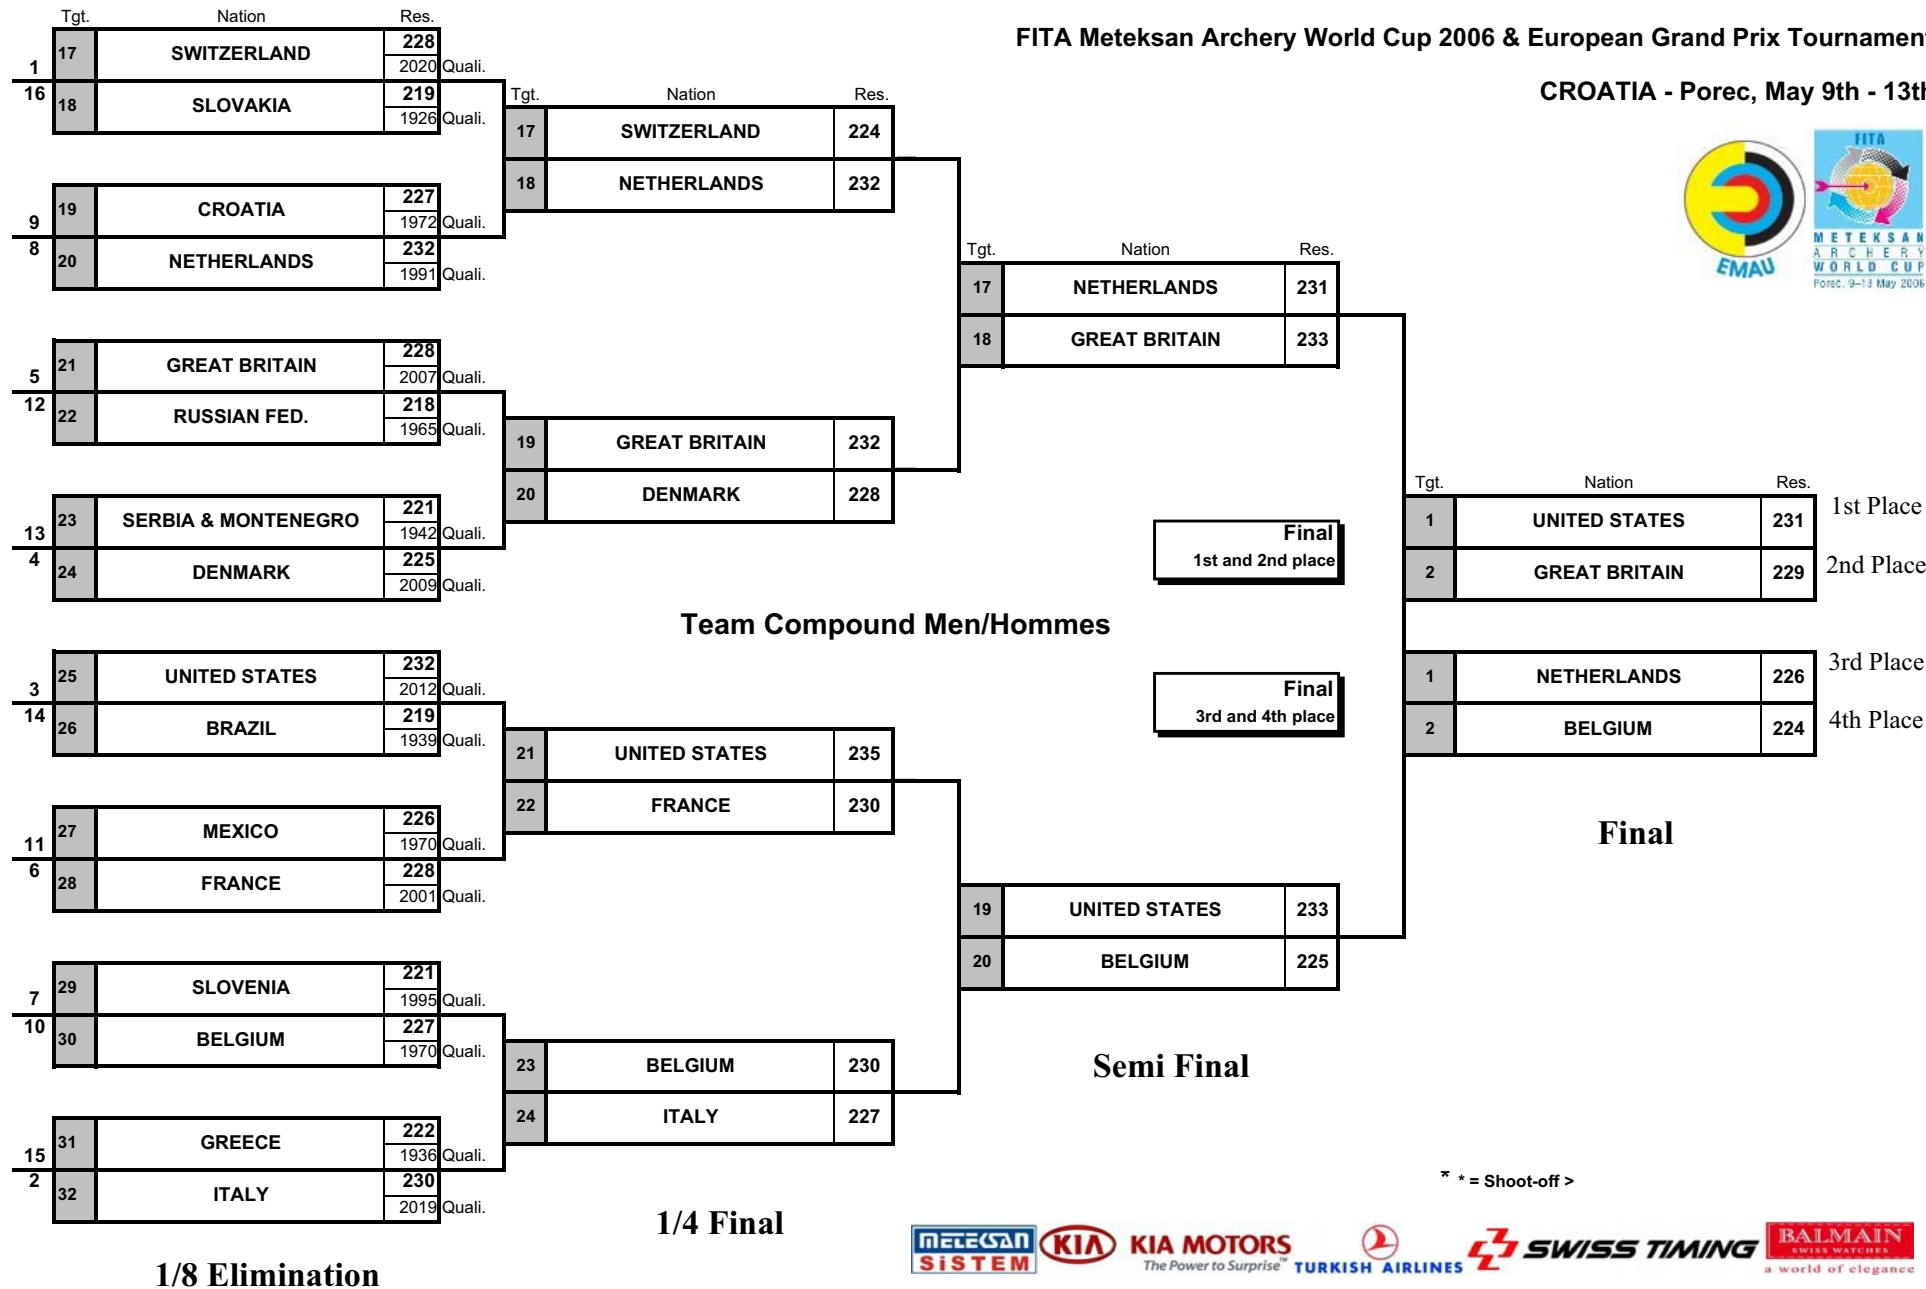 FITA Meteksan Archery World Cup 2006 & European Grand Prix Tournament
CROATIA - Porec, May 9th - 13th
EMAU
FITA
METEKSAN
ARCHERY
WORLD CUP
Poreč. 9–13 May 2006
Tgt. Nation Res.
17 SWITZERLAND 228
1 2020 Quali.
16 18 SLOVAKIA 219
1926 Quali.
19 CROATIA 227
9 1972 Quali.
8 20 NETHERLANDS 232
1991 Quali.
21 GREAT BRITAIN 228
5 2007 Quali.
12 22 RUSSIAN FED. 218
1965 Quali.
23 SERBIA & MONTENEGRO 221
13 1942 Quali.
4 24 DENMARK 225
2009 Quali.
25 UNITED STATES 232
3 2012 Quali.
14 26 BRAZIL 219
1939 Quali.
27 MEXICO 226
11 1970 Quali.
6 28 FRANCE 228
2001 Quali.
29 SLOVENIA 221
7 1995 Quali.
10 30 BELGIUM 227
1970 Quali.
31 GREECE 222
15 1936 Quali.
2 32 ITALY 230
2019 Quali.
1/8 Elimination
Tgt. Nation Res.
17 SWITZERLAND 224
18 NETHERLANDS 232
19 GREAT BRITAIN 232
20 DENMARK 228
Team Compound Men/Hommes
21 UNITED STATES 235
22 FRANCE 230
23 BELGIUM 230
24 ITALY 227
1/4 Final
Tgt. Nation Res.
17 NETHERLANDS 231
18 GREAT BRITAIN 233
19 UNITED STATES 233
20 BELGIUM 225
Semi Final
Final
1st and 2nd place
Final
3rd and 4th place
Tgt. Nation Res.
1 UNITED STATES 231 1st Place
2 GREAT BRITAIN 229 2nd Place
1 NETHERLANDS 226 3rd Place
2 BELGIUM 224 4th Place
Final
* = Shoot-off >
METEKSAN
SİSTEM
KIA
KIA MOTORS
The Power to Surprise™
TURKISH AIRLINES
SWISS TIMING
BALMAIN
SWISS WATCHES
a world of elegance